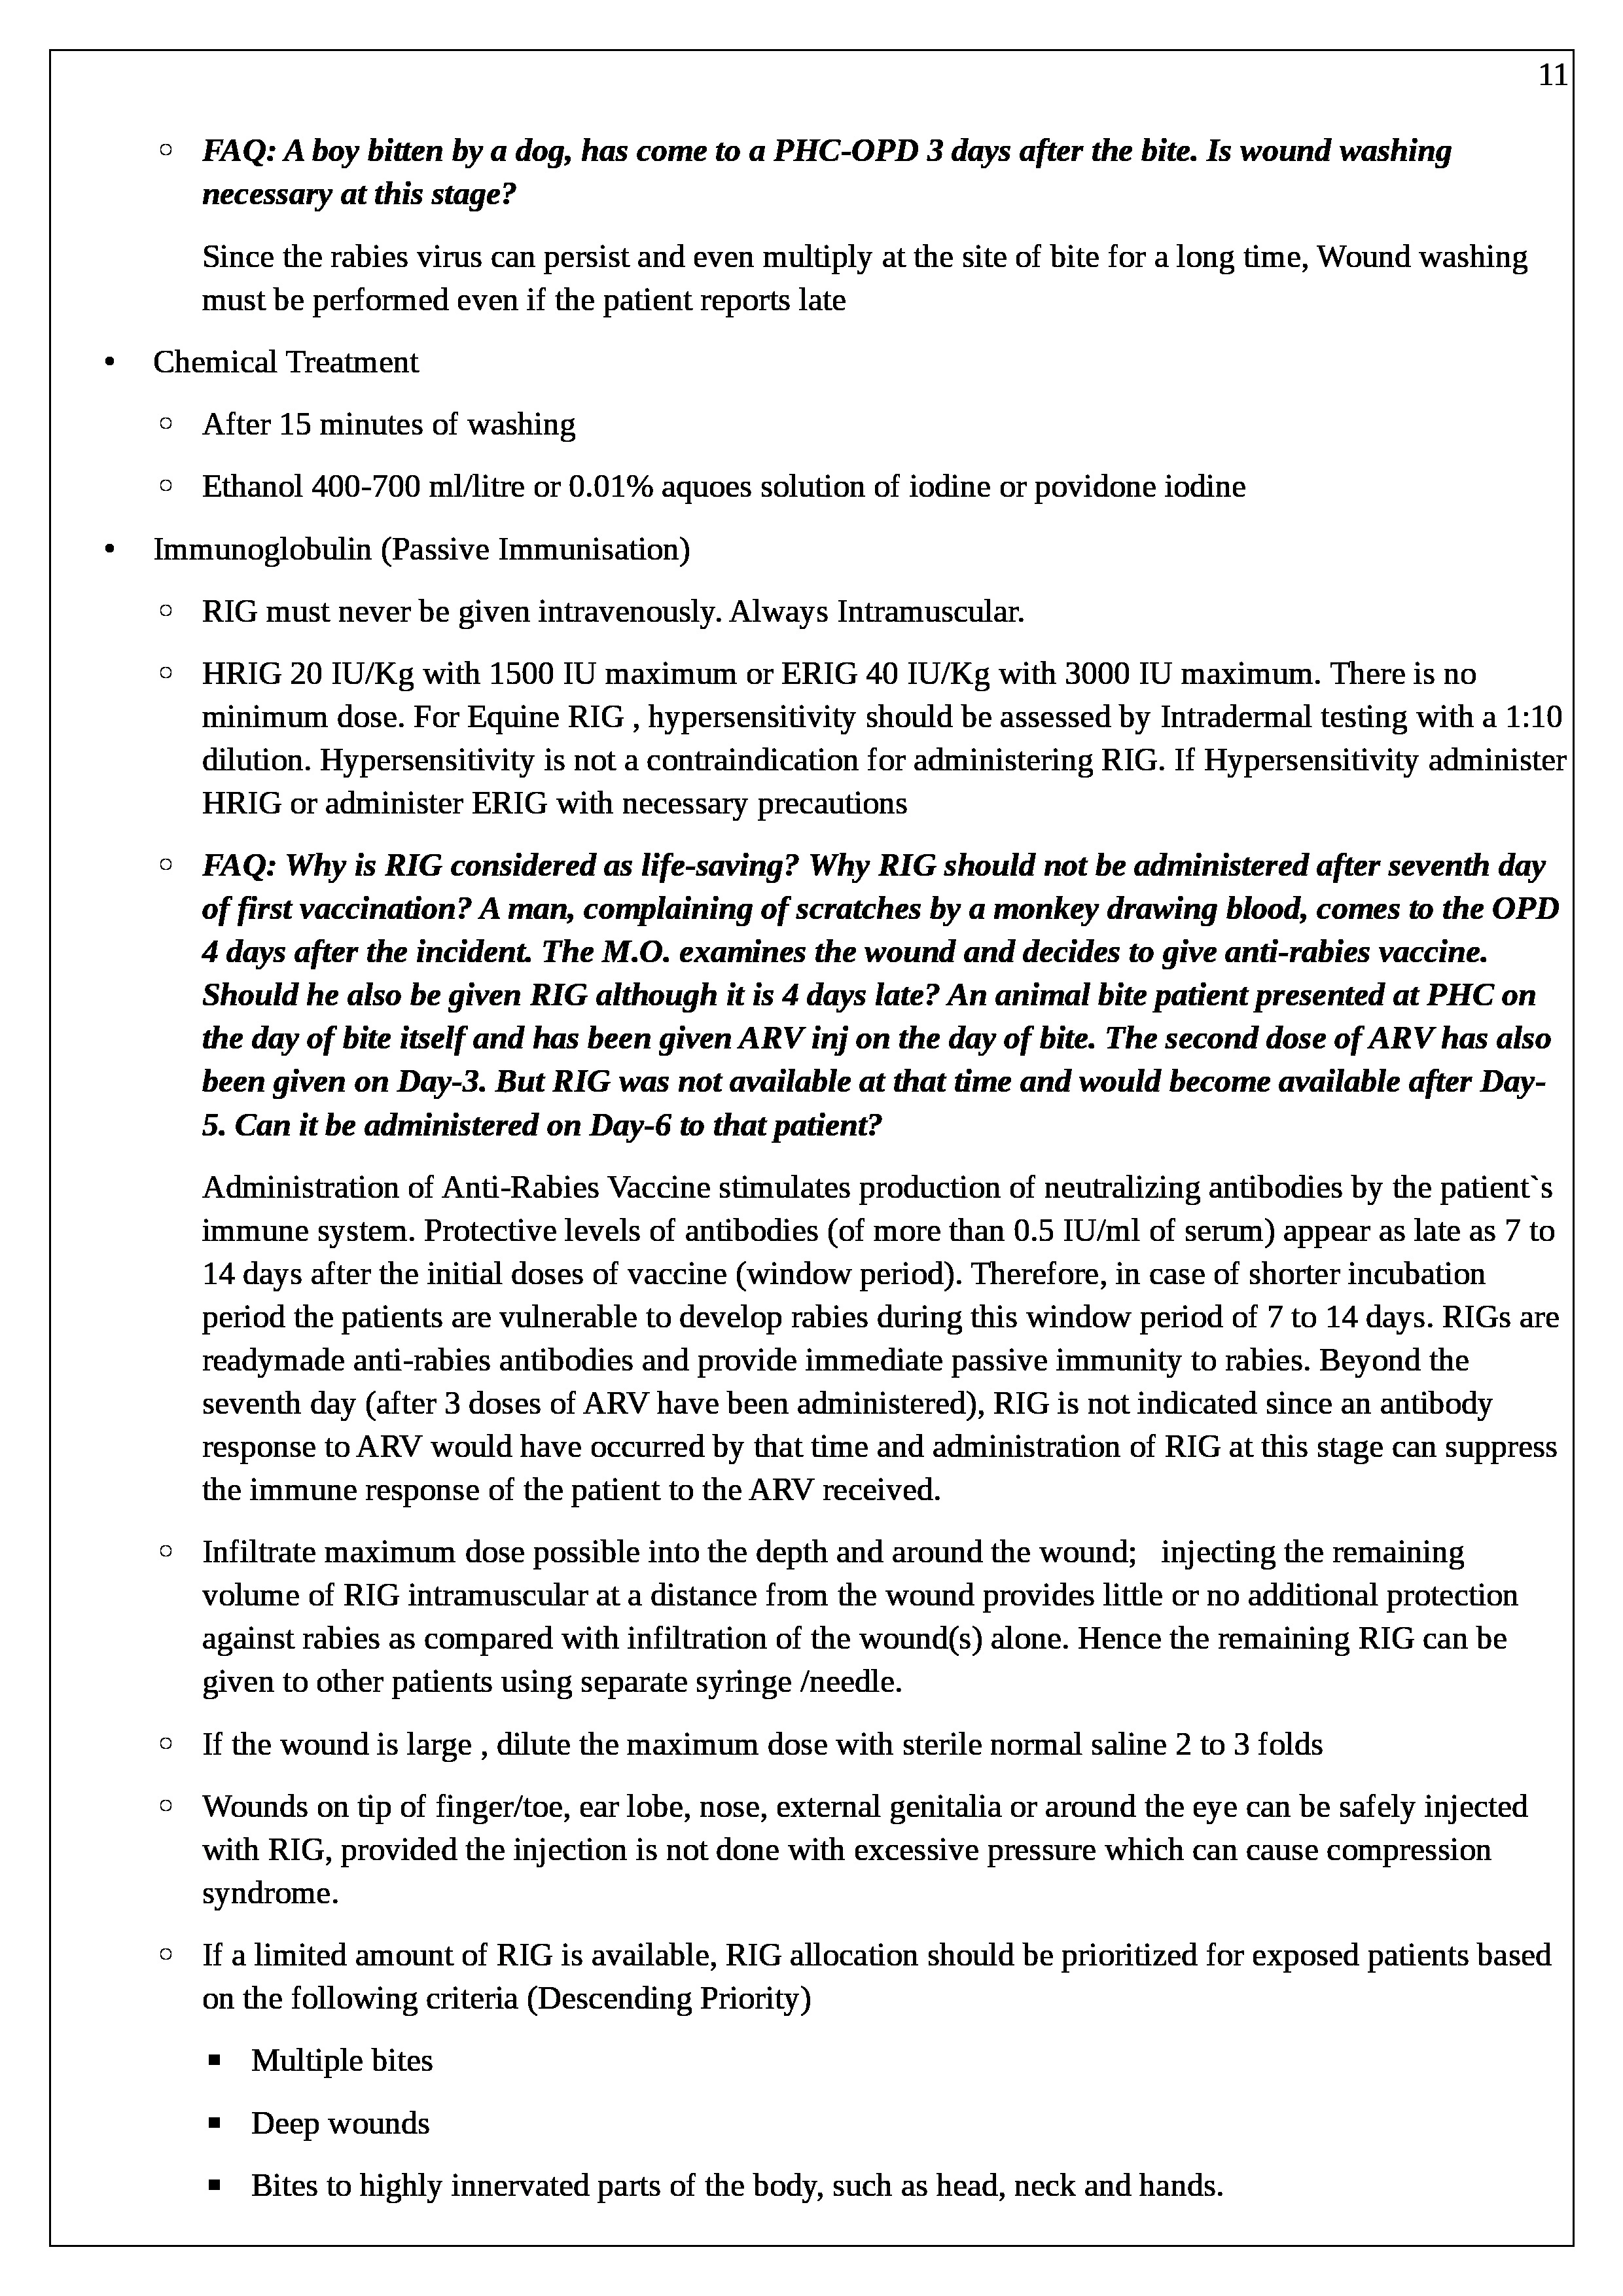 11
○ FAQ: A boy bitten by a dog, has come to a PHC-OPD 3 days after the bite. Is wound washing
necessary at this stage?
Since the rabies virus can persist and even multiply at the site of bite for a long time, Wound washing
must be performed even if the patient reports late
• Chemical Treatment
○ After 15 minutes of washing
○ Ethanol 400-700 ml/litre or 0.01% aquoes solution of iodine or povidone iodine
• Immunoglobulin (Passive Immunisation)
○ RIG must never be given intravenously. Always Intramuscular.
○ HRIG 20 IU/Kg with 1500 IU maximum or ERIG 40 IU/Kg with 3000 IU maximum. There is no
minimum dose. For Equine RIG , hypersensitivity should be assessed by Intradermal testing with a 1:10
dilution. Hypersensitivity is not a contraindication for administering RIG. If Hypersensitivity administer
HRIG or administer ERIG with necessary precautions
○ FAQ: Why is RIG considered as life-saving? Why RIG should not be administered after seventh day
of first vaccination? A man, complaining of scratches by a monkey drawing blood, comes to the OPD
4 days after the incident. The M.O. examines the wound and decides to give anti-rabies vaccine.
Should he also be given RIG although it is 4 days late? An animal bite patient presented at PHC on
the day of bite itself and has been given ARV inj on the day of bite. The second dose of ARV has also
been given on Day-3. But RIG was not available at that time and would become available after Day-
5. Can it be administered on Day-6 to that patient?
Administration of Anti-Rabies Vaccine stimulates production of neutralizing antibodies by the patient`s
immune system. Protective levels of antibodies (of more than 0.5 IU/ml of serum) appear as late as 7 to
14 days after the initial doses of vaccine (window period). Therefore, in case of shorter incubation
period the patients are vulnerable to develop rabies during this window period of 7 to 14 days. RIGs are
readymade anti-rabies antibodies and provide immediate passive immunity to rabies. Beyond the
seventh day (after 3 doses of ARV have been administered), RIG is not indicated since an antibody
response to ARV would have occurred by that time and administration of RIG at this stage can suppress
the immune response of the patient to the ARV received.
○ Infiltrate maximum dose possible into the depth and around the wound;   injecting the remaining
volume of RIG intramuscular at a distance from the wound provides little or no additional protection
against rabies as compared with infiltration of the wound(s) alone. Hence the remaining RIG can be
given to other patients using separate syringe /needle.
○ If the wound is large , dilute the maximum dose with sterile normal saline 2 to 3 folds
○ Wounds on tip of finger/toe, ear lobe, nose, external genitalia or around the eye can be safely injected
with RIG, provided the injection is not done with excessive pressure which can cause compression
syndrome.
○ If a limited amount of RIG is available, RIG allocation should be prioritized for exposed patients based
on the following criteria (Descending Priority)
▪ Multiple bites
▪ Deep wounds
▪ Bites to highly innervated parts of the body, such as head, neck and hands.